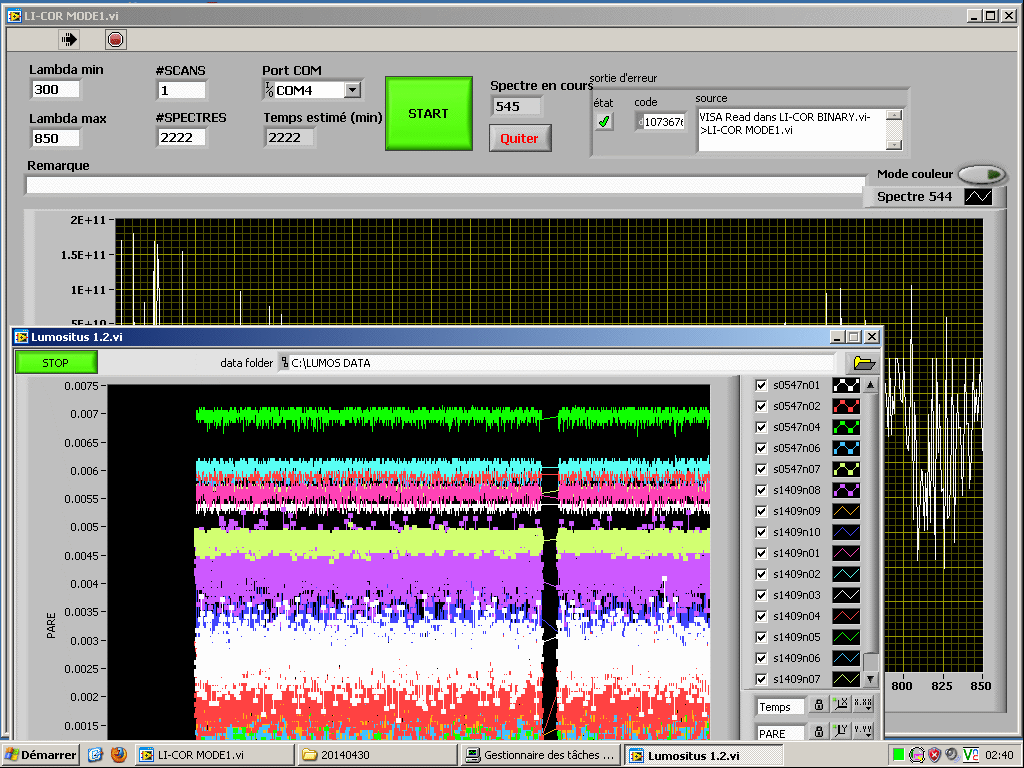 LI-COR MODE1.vi
Lambda min
300
#SCANS
1
Port COM
COM4
START
Spectre en cours
545
sortie d'erreur
état
code
1073676
source
VISA Read dans LI-COR BINARY.vi-
>LI-COR MODE1.vi
Lambda max
850
#SPECTRES
2222
Temps estimé (min)
2222
Quiter
Remarque
Mode couleur
Spectre 544
2E+11
1.5E+11
1E+11
5E+10
Lumositus 1.2.vi
STOP
data folder
C:\LUMOS DATA
0.0075
0.007
0.0065
0.006
0.0055
0.005
0.0045
0.004
0.0035
0.003
0.0025
0.002
0.0015
PARE
s0547n01
s0547n02
s0547n04
s0547n06
s0547n07
s1409n08
s1409n09
s1409n10
s1409n01
s1409n02
s1409n03
s1409n04
s1409n05
s1409n06
s1409n07
Temps
PARE
800
825
850
Démarrer
LI-COR MODE1.vi
20140430
Gestionnaire des tâches ...
Lumositus 1.2.vi
02:40